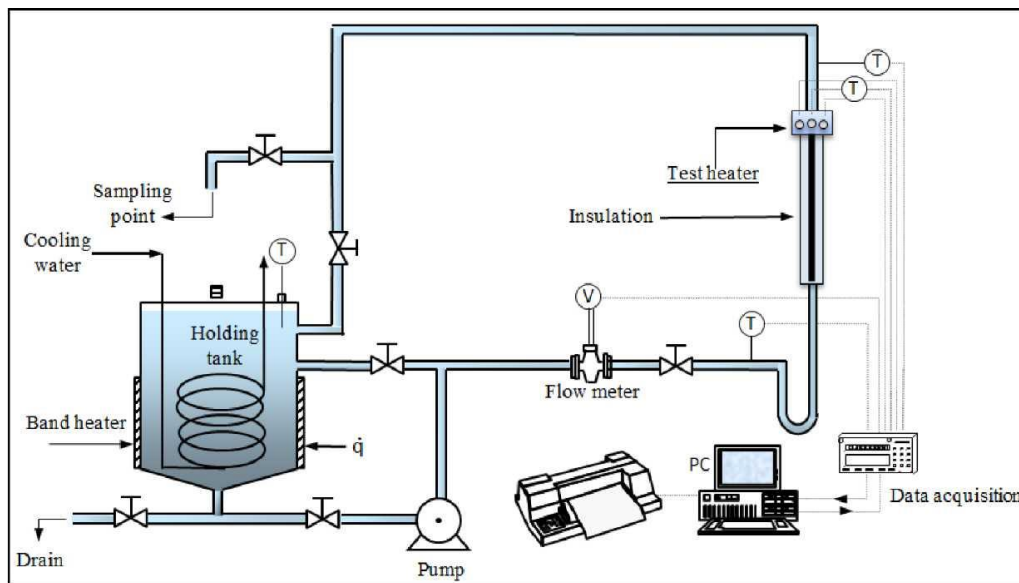 T
T
Test heater
Sampling
point
Insulation
Cooling
water
T
V
Holding
tank
T
Flow meter
Band heater
q̇
PC
Data acquisition
Drain
Pump